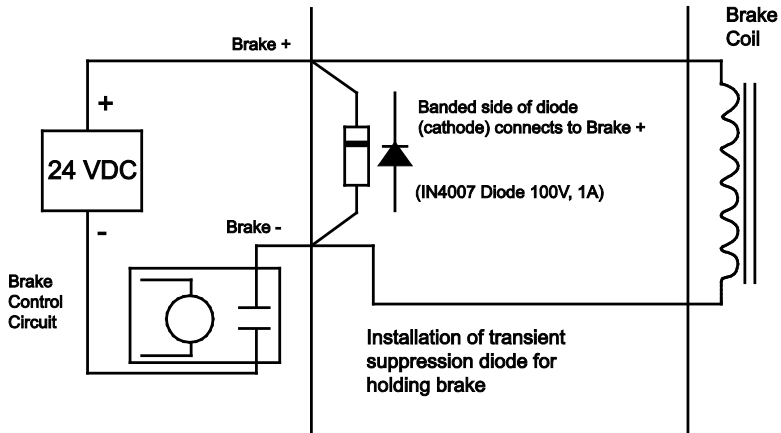 Brake +
Brake
Coil
+
Banded side of diode
(cathode) connects to Brake +
24 VDC
(IN4007 Diode 100V, 1A)
-
Brake -
Brake
Control
Circuit
Installation of transient
suppression diode for
holding brake